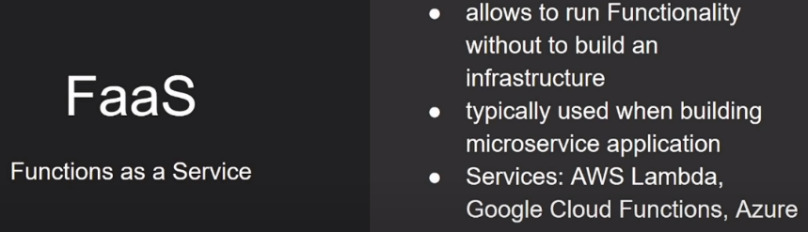 FaaS
Functions as a Service
● allows to run Functionality
without to build an
infrastructure
● typically used when building
microservice application
● Services: AWS Lambda,
Google Cloud Functions, Azure